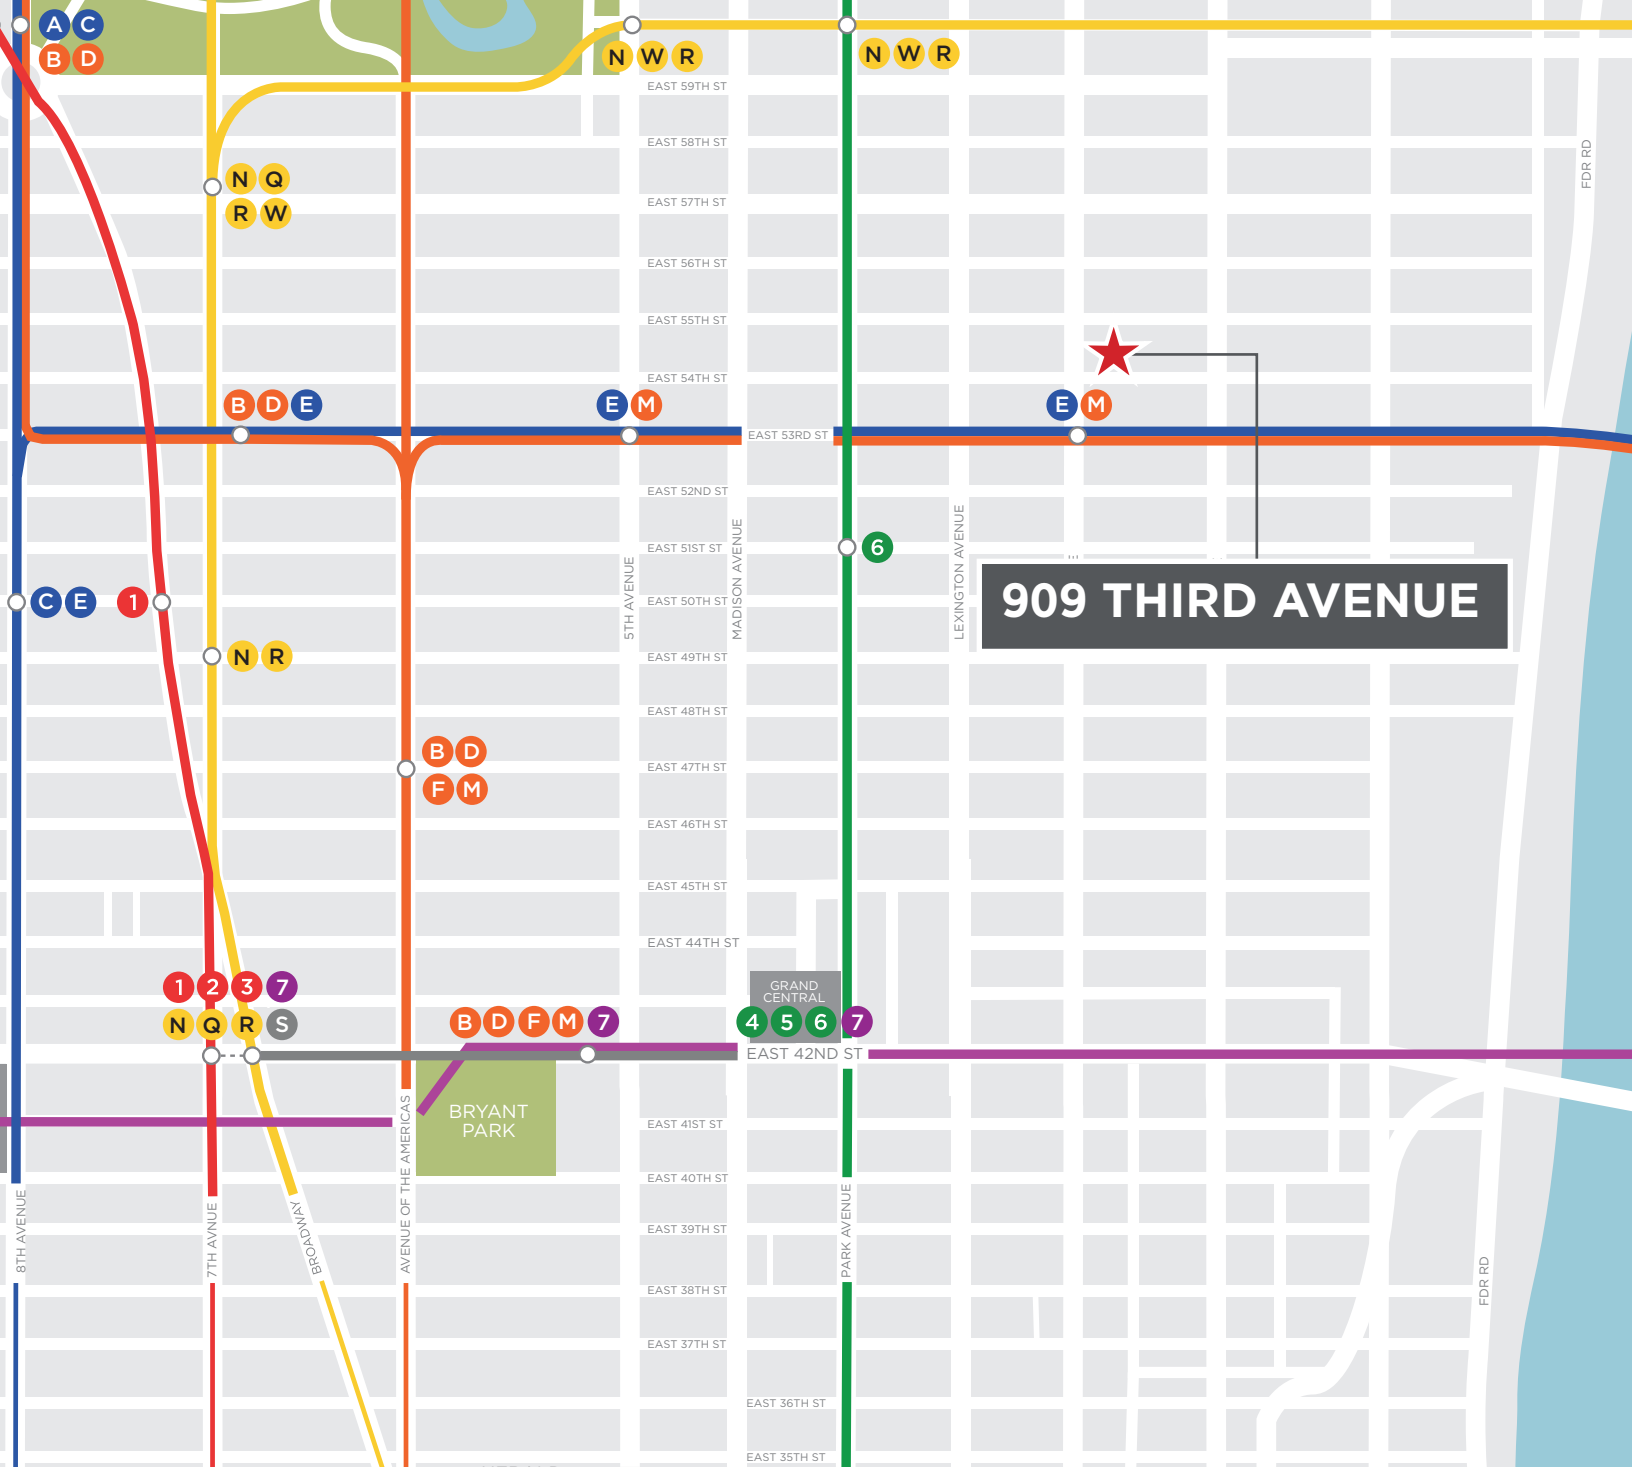 A C
B D
N W R
N W R
EAST 59TH ST
EAST 58TH ST
FDR RD
N Q
R W
EAST 57TH ST
EAST 56TH ST
EAST 55TH ST
EAST 54TH ST
B D E
E M
E M
EAST 53RD ST
EAST 52ND ST
EAST 51ST ST
6
5TH AVENUE
MADISON AVENUE
LEXINGTON AVENUE
C E
1
EAST 50TH ST
909 THIRD AVENUE
N R
EAST 49TH ST
EAST 48TH ST
B D
F M
EAST 47TH ST
EAST 46TH ST
EAST 45TH ST
EAST 44TH ST
1 2 3 7
N Q R S
B D F M 7
GRAND
CENTRAL
4 5 6 7
EAST 42ND ST
BRYANT
PARK
EAST 41ST ST
EAST 40TH ST
8TH AVENUE
7TH AVNUE
BROADWAY
AVENUE OF THE AMERICAS
PARK AVENUE
EAST 39TH ST
FDR RD
EAST 38TH ST
EAST 37TH ST
EAST 36TH ST
EAST 35TH ST